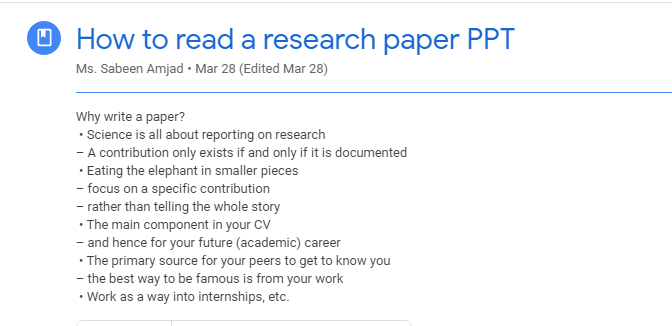 How to read a research paper PPT
Ms. Sabeen Amjad • Mar 28 (Edited Mar 28)
Why write a paper?
• Science is all about reporting on research
– A contribution only exists if and only if it is documented
• Eating the elephant in smaller pieces
– focus on a specific contribution
– rather than telling the whole story
• The main component in your CV
– and hence for your future (academic) career
• The primary source for your peers to get to know you
– the best way to be famous is from your work
• Work as a way into internships, etc.